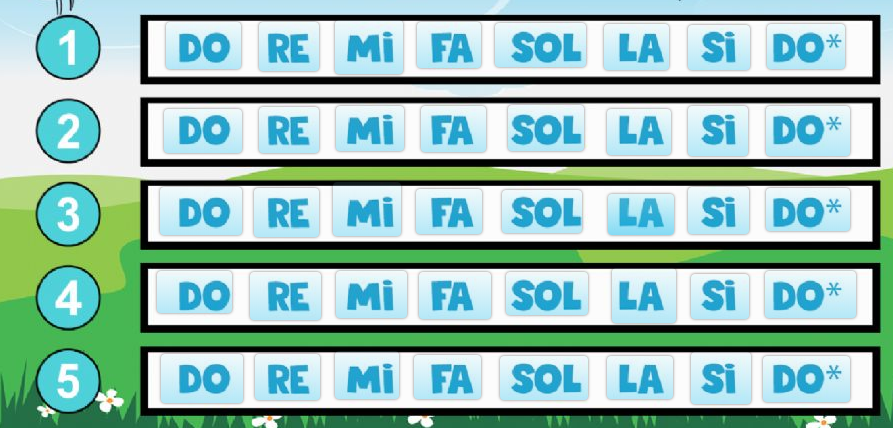 1 DO RE Mi FA SOL LA Si DO*
2 DO RE Mi FA SOL LA Si DO*
3 DO RE Mi FA SOL LA Si DO*
4 DO RE Mi FA SOL LA Si DO*
5 DO RE Mi FA SOL LA Si DO*